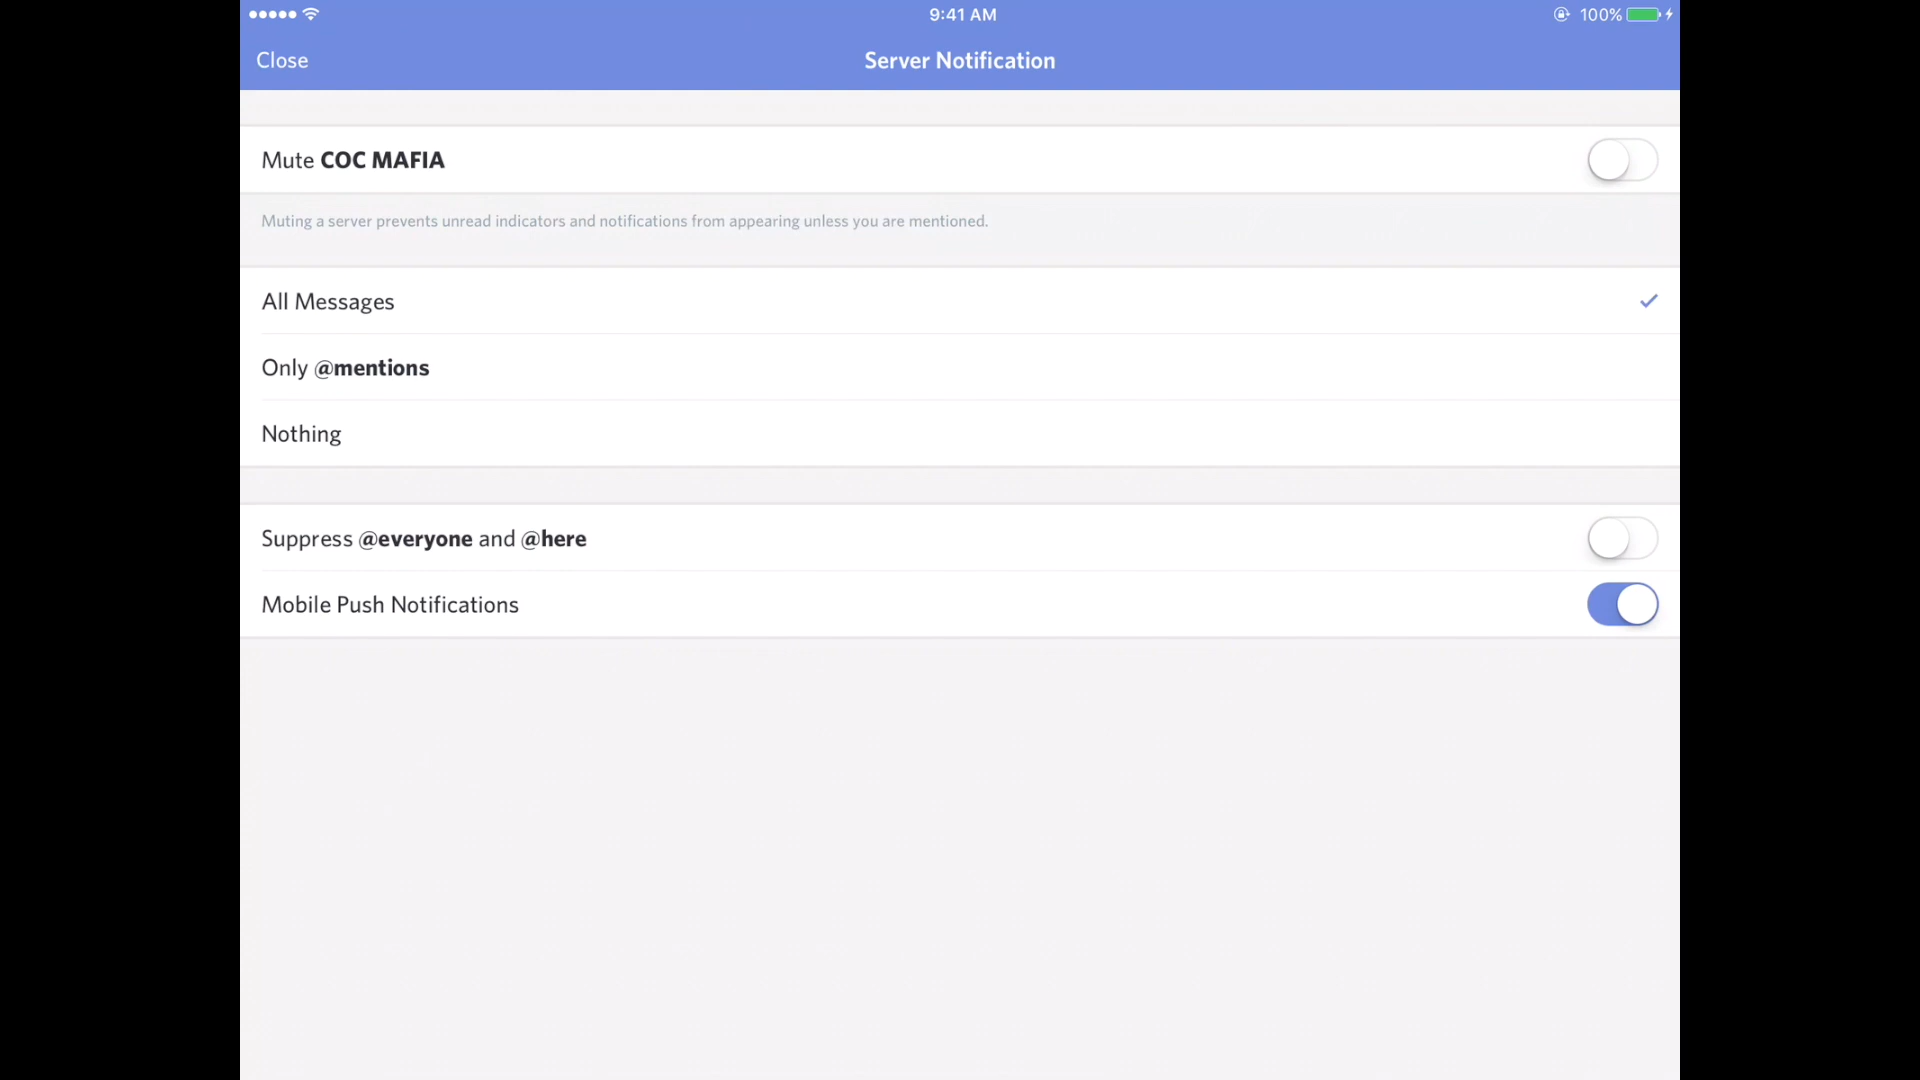 9:41 AM
100%
Close
Server Notification
Mute COC MAFIA
Muting a server prevents unread indicators and notifications from appearing unless you are mentioned.
All Messages
Only @mentions
Nothing
Suppress @everyone and @here
Mobile Push Notifications